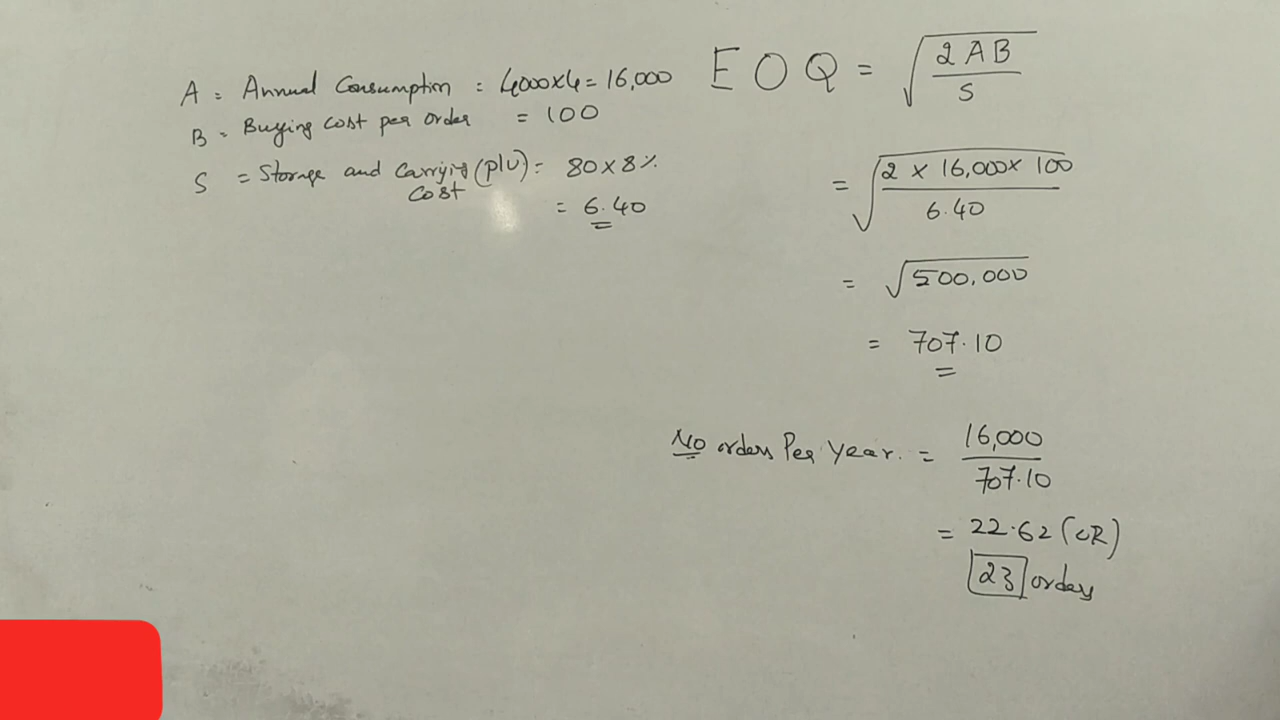 A = Annual Consumption = 4000x4 = 16,000
B = Buying cost per order = 100
S = Storage and Carrying (p/u) = 80 x 8%
cost
= 6.40
EOQ = √ 2AB
S
= √ 2 x 16,000 x 100
6.40
= √500,000
= 707.10
No orders Per Year. = 16,000
707.10
= 22.62 (OR)
23 orders